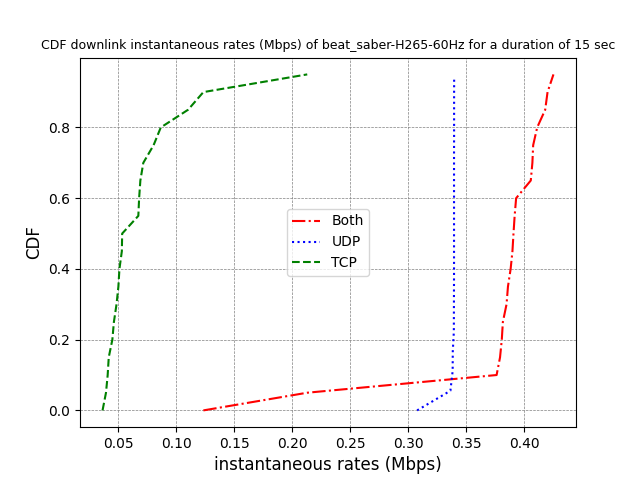 CDF downlink instantaneous rates (Mbps) of beat_saber-H265-60Hz for a duration of 15 sec
CDF
0.8
0.6
0.4
0.2
0.0
Both
UDP
TCP
0.05 0.10 0.15 0.20 0.25 0.30 0.35 0.40
instantaneous rates (Mbps)